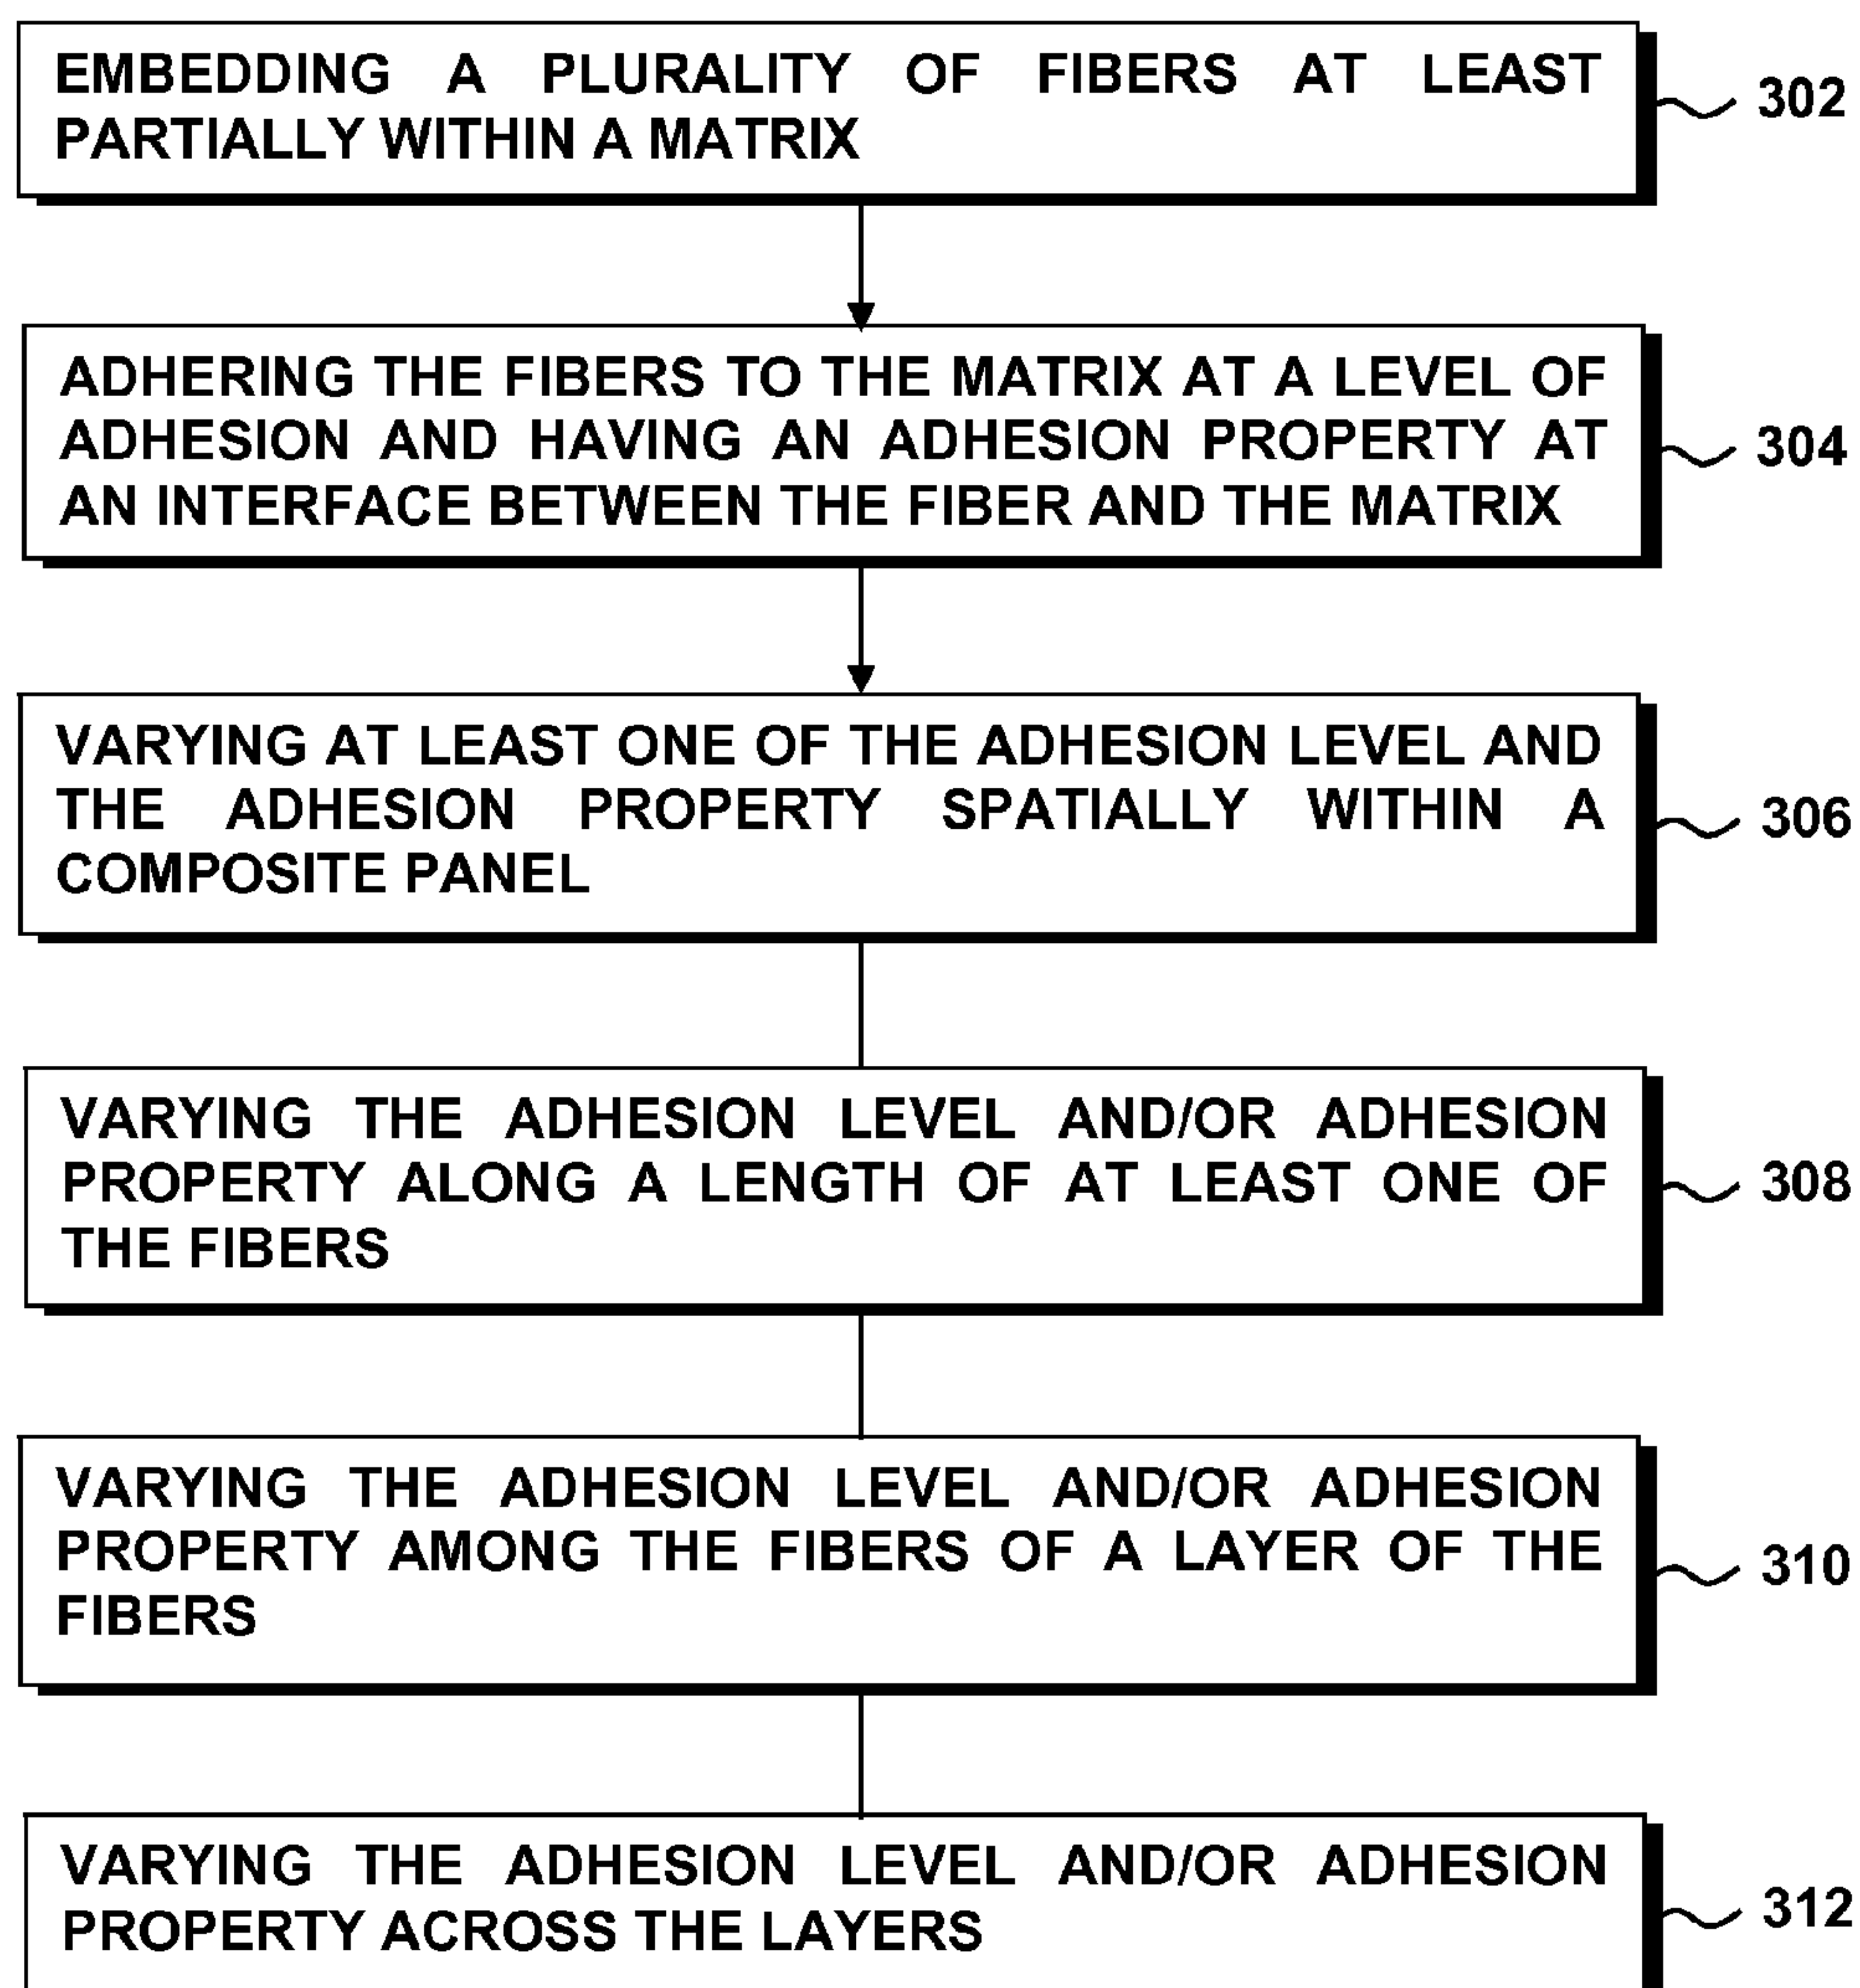 EMBEDDING A PLURALITY OF FIBERS AT LEAST
PARTIALLY WITHIN A MATRIX
302
ADHERING THE FIBERS TO THE MATRIX AT A LEVEL OF
ADHESION AND HAVING AN ADHESION PROPERTY AT
AN INTERFACE BETWEEN THE FIBER AND THE MATRIX
304
VARYING AT LEAST ONE OF THE ADHESION LEVEL AND
THE ADHESION PROPERTY SPATIALLY WITHIN A
COMPOSITE PANEL
306
VARYING THE ADHESION LEVEL AND/OR ADHESION
PROPERTY ALONG A LENGTH OF AT LEAST ONE OF
THE FIBERS
308
VARYING THE ADHESION LEVEL AND/OR ADHESION
PROPERTY AMONG THE FIBERS OF A LAYER OF THE
FIBERS
310
VARYING THE ADHESION LEVEL AND/OR ADHESION
PROPERTY ACROSS THE LAYERS
312